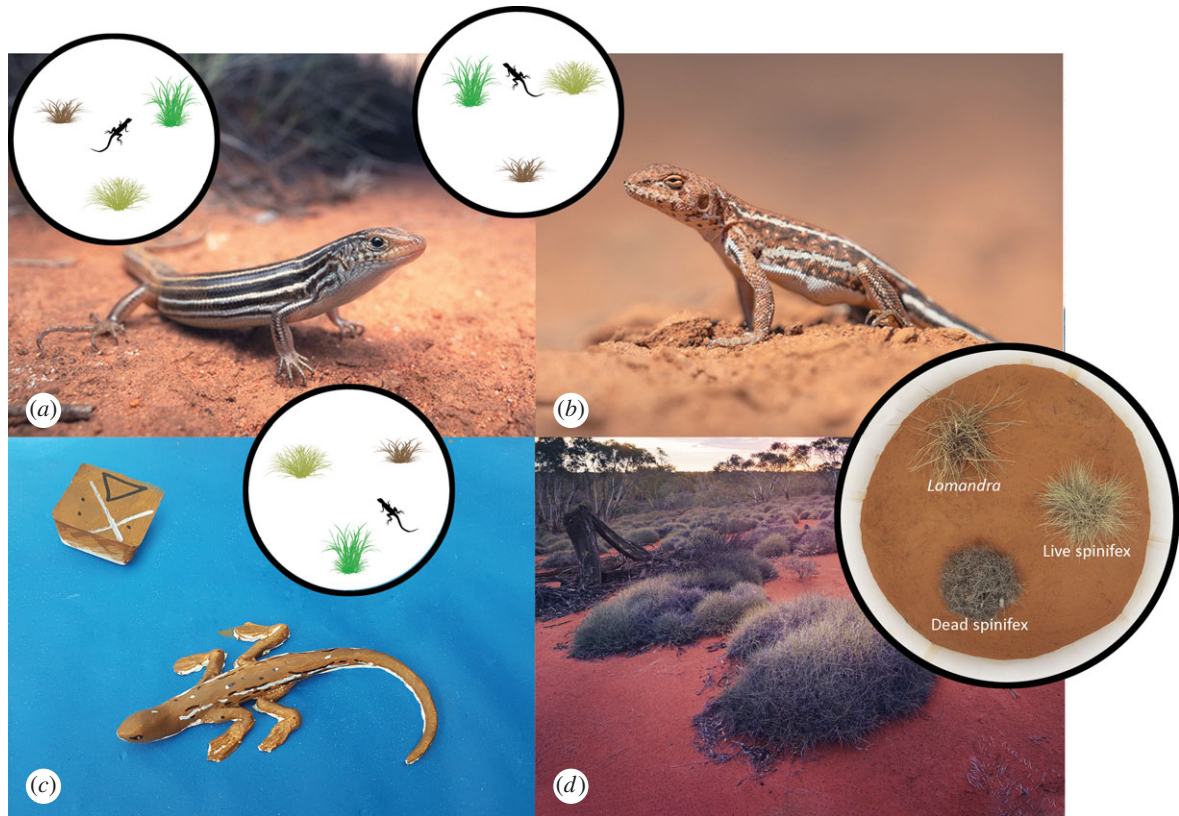 (a)
(b)
Lomandra
Live spinifex
Dead spinifex
(c)
(d)